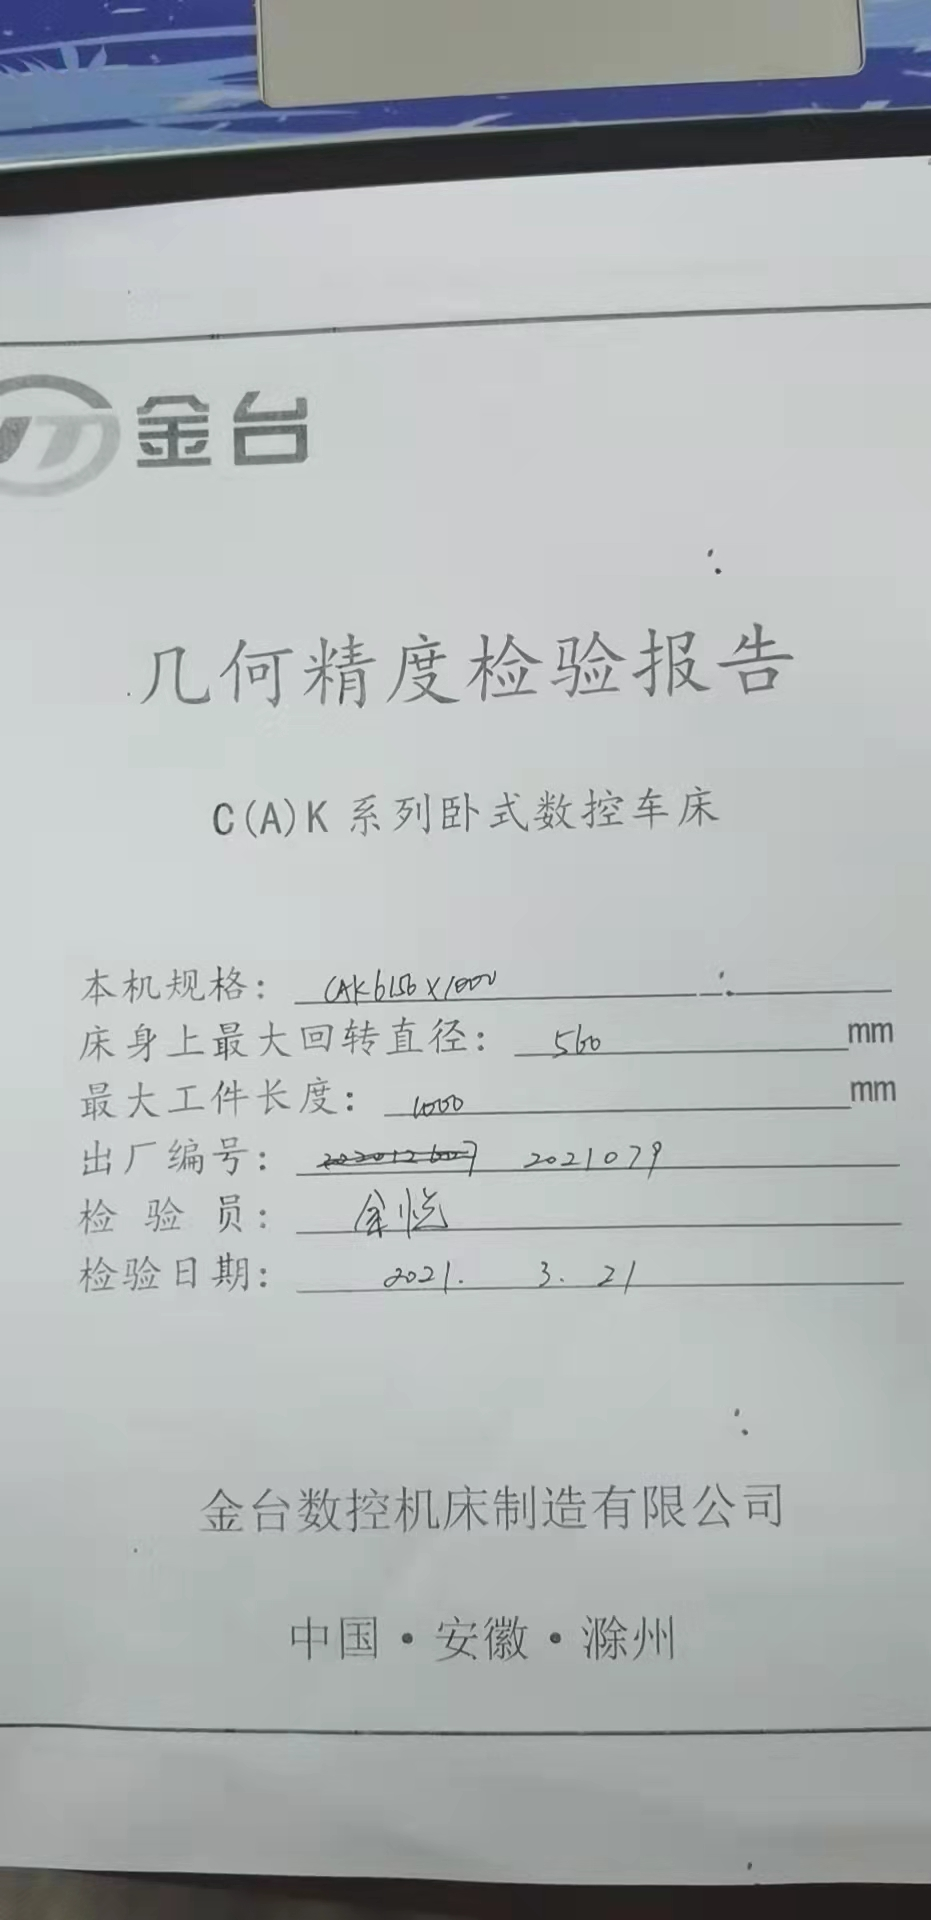 JT 金台
几何精度检验报告
C(A)K 系列卧式数控车床
本机规格: CAK6156×1000
床身上最大回转直径: 560 mm
最大工件长度: 1000 mm
出厂编号: 2021079
检 验 员:
检验日期: 2021. 3. 21
金台数控机床制造有限公司
中国·安徽·滁州